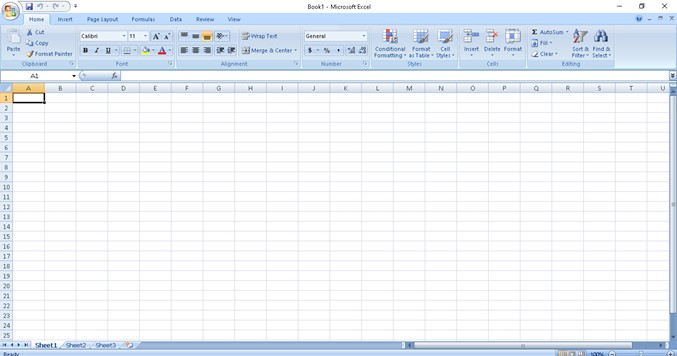 Book1 - Microsoft Excel
Home Insert Page Layout Formulas Data Review View
Paste
Cut
Copy
Format Painter
Clipboard
Calibri 11
B I U
Font
Wrap Text
Merge & Center
Alignment
General
$ % ,
Number
Conditional Formatting
Format as Table
Cell Styles
Styles
Insert Delete Format
Cells
Σ AutoSum
Fill
Clear
Sort & Filter
Find & Select
Editing
A1 fx
A B C D E F G H I J K L M N O P Q R S T U
1
2
3
4
5
6
7
8
9
10
11
12
13
14
15
16
17
18
19
20
21
22
23
24
25
Sheet1 Sheet2 Sheet3
Ready 100%